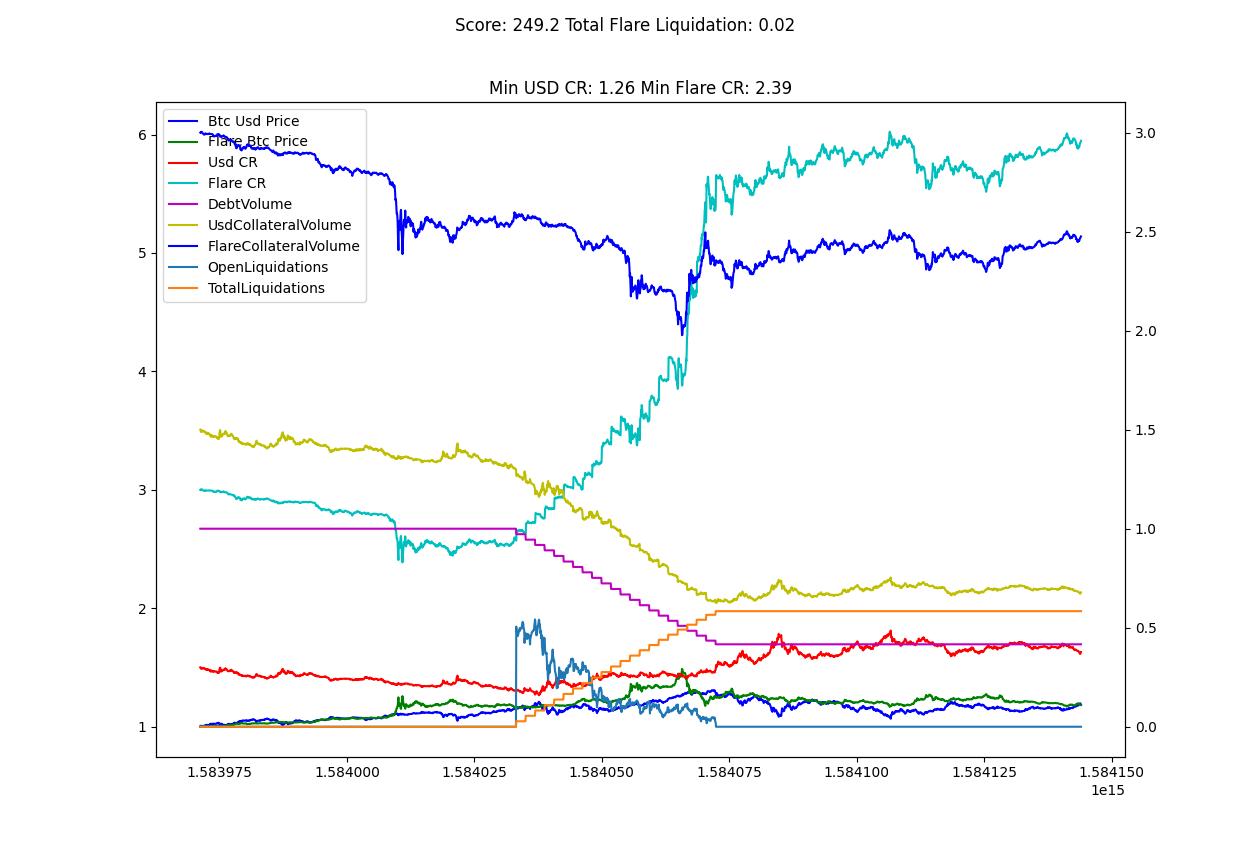 Score: 249.2 Total Flare Liquidation: 0.02
Min USD CR: 1.26 Min Flare CR: 2.39
Btc Usd Price
Flare Btc Price
Usd CR
Flare CR
DebtVolume
UsdCollateralVolume
FlareCollateralVolume
OpenLiquidations
TotalLiquidations
6
5
4
3
2
1
3.0
2.5
2.0
1.5
1.0
0.5
0.0
1.583975 1.584000 1.584025 1.584050 1.584075 1.584100 1.584125 1.584150
1e15